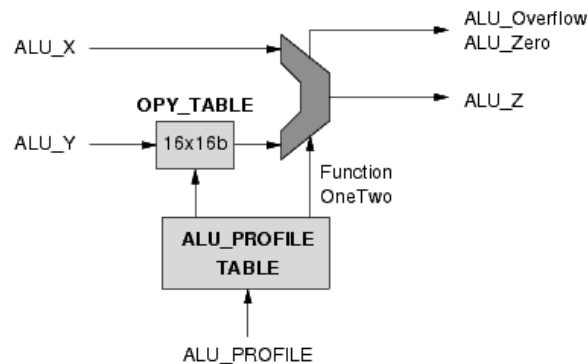 ALU_Overflow
ALU_X
ALU_Zero
OPY_TABLE
ALU_Z
ALU_Y
16x16b
Function
OneTwo
ALU_PROFILE
TABLE
ALU_PROFILE